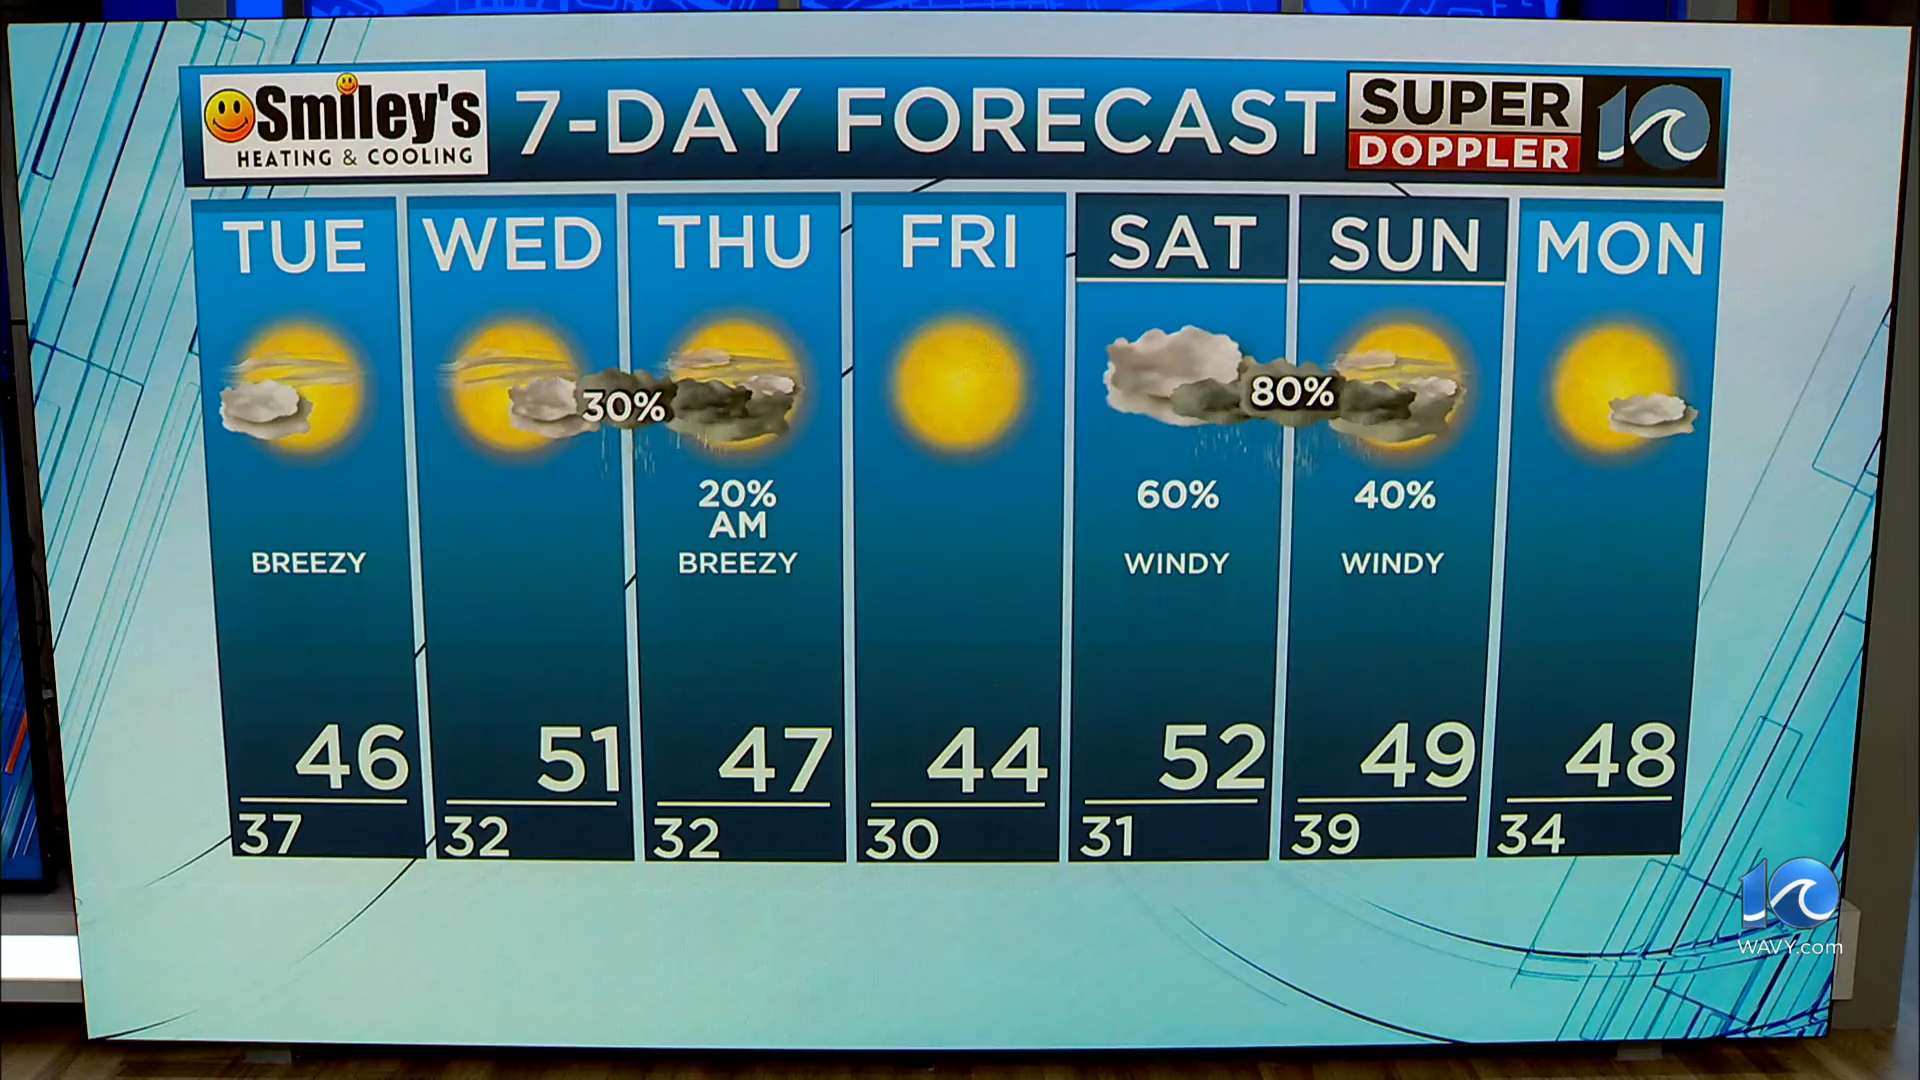 Smiley's
HEATING & COOLING
7-DAY FORECAST
SUPER
DOPPLER
10
TUE
WED
THU
FRI
SAT
SUN
MON
30%
80%
20%
AM
BREEZY
BREEZY
60%
WINDY
40%
WINDY
46
51
47
44
52
49
48
37
32
32
30
31
39
34
10
WAVY.com